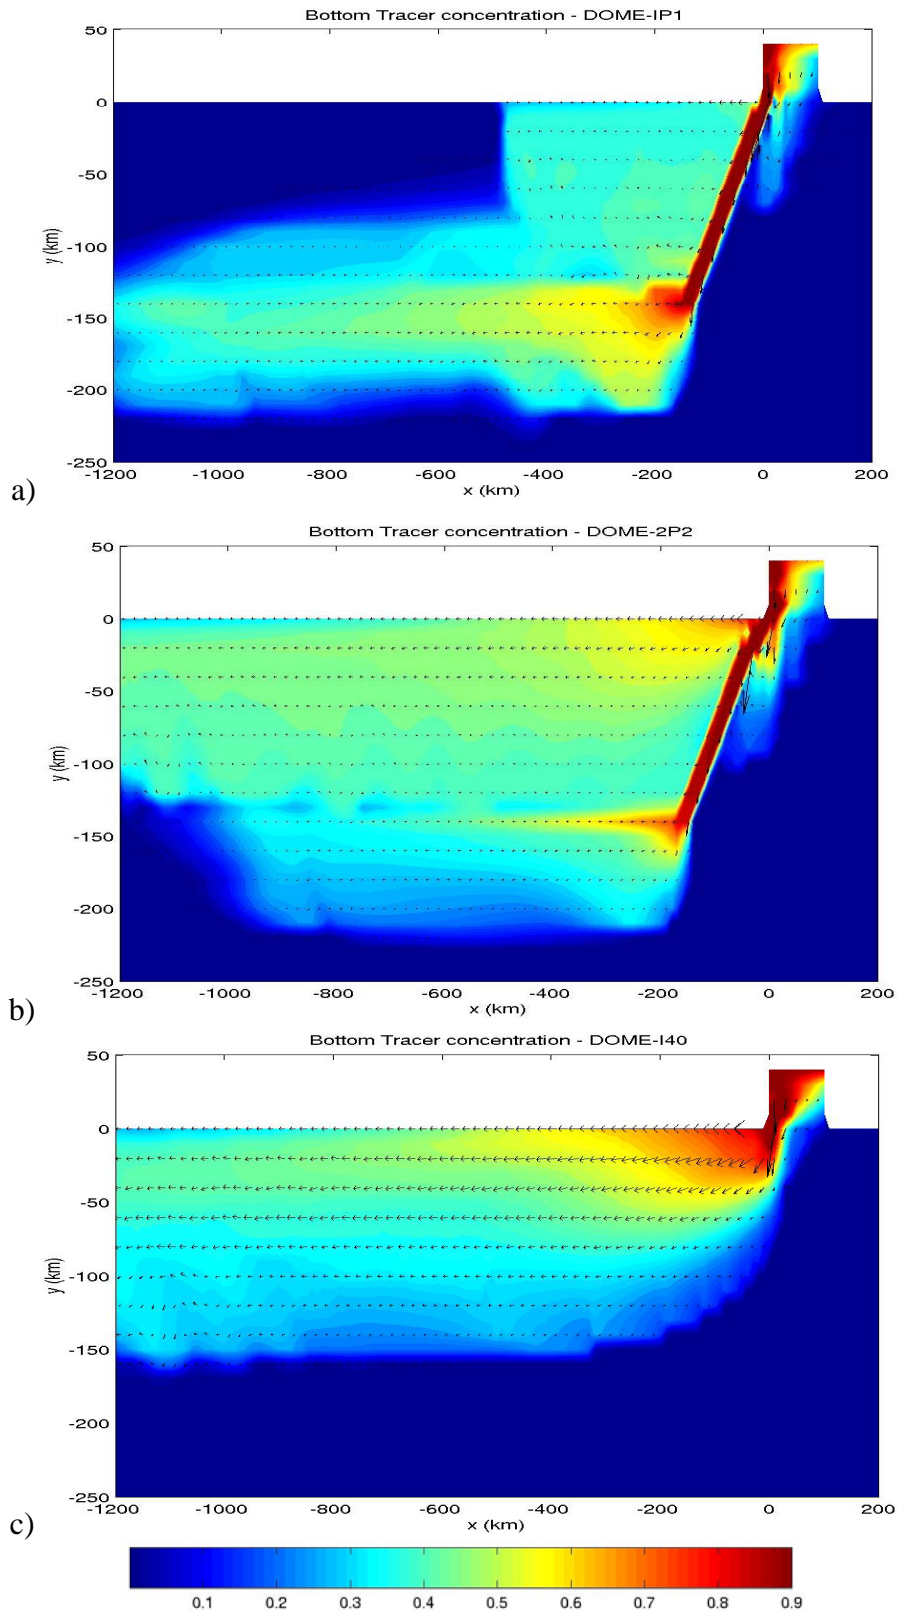 Bottom Tracer concentration - DOME-IP1
50
0
-50
-100
-150
-200
-250
y (km)
-1200 -1000 -800 -600 -400 -200 0 200
x (km)
a)
Bottom Tracer concentration - DOME-2P2
50
0
-50
-100
-150
-200
-250
y (km)
-1200 -1000 -800 -600 -400 -200 0 200
x (km)
b)
Bottom Tracer concentration - DOME-I40
50
0
-50
-100
-150
-200
-250
y (km)
-1200 -1000 -800 -600 -400 -200 0 200
x (km)
c)
0.1 0.2 0.3 0.4 0.5 0.6 0.7 0.8 0.9